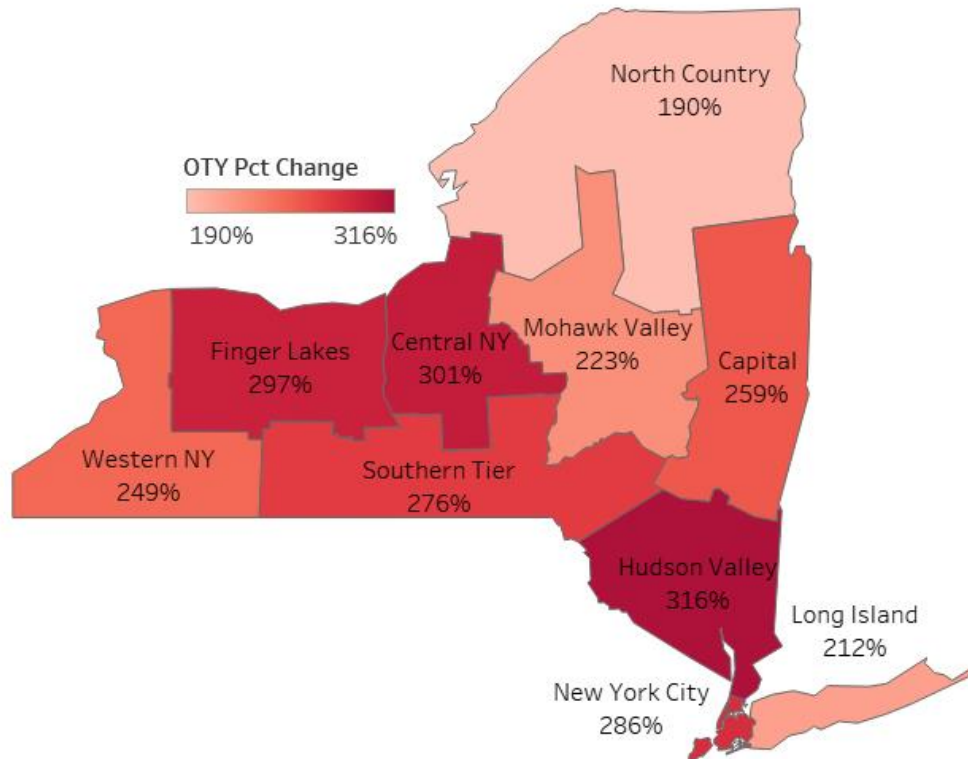 North Country
190%
OTY Pct Change
190%
316%
Finger Lakes
297%
Central NY
301%
Mohawk Valley
223%
Capital
259%
Western NY
249%
Southern Tier
276%
Hudson Valley
316%
Long Island
212%
New York City
286%